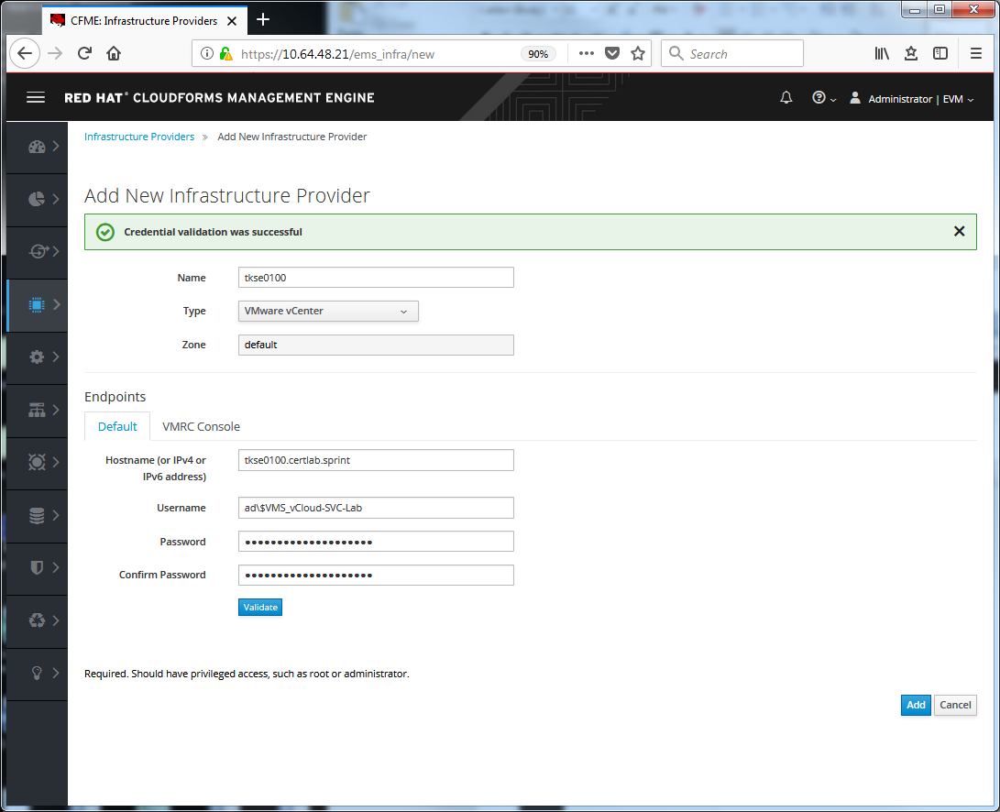 CFME: Infrastructure Providers
https://10.64.48.21/ems_infra/new
90%
Search
RED HAT® CLOUDFORMS MANAGEMENT ENGINE
Administrator | EVM
Infrastructure Providers » Add New Infrastructure Provider
Add New Infrastructure Provider
Credential validation was successful
Name
tkse0100
Type
VMware vCenter
Zone
default
Endpoints
Default
VMRC Console
Hostname (or IPv4 or
IPv6 address)
tkse0100.certlab.sprint
Username
ad\$VMS_vCloud-SVC-Lab
Password
●●●●●●●●●●●●●●●●●●●●
Confirm Password
●●●●●●●●●●●●●●●●●●●●
Validate
Required. Should have privileged access, such as root or administrator.
Add
Cancel